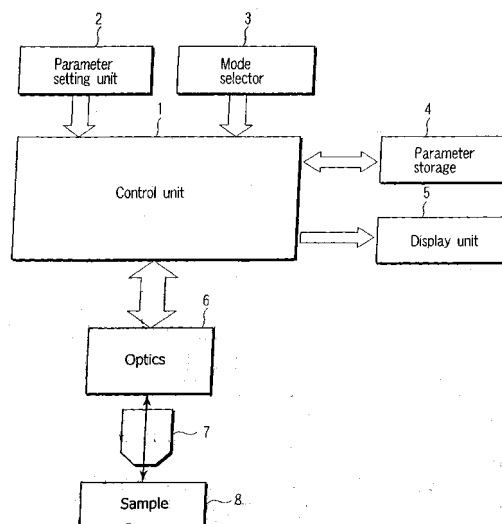 2
3
Parameter
setting unit
Mode
selector
1
4
Control unit
Parameter
storage
5
Display unit
6
Optics
7
Sample
8